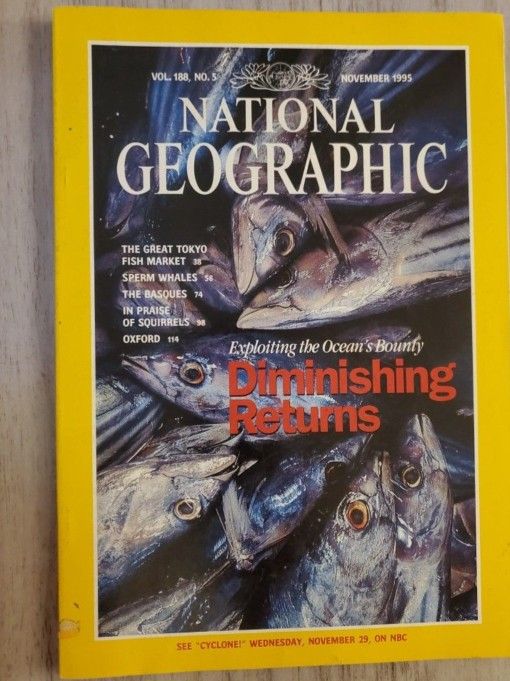 VOL. 188, NO. 5
NOVEMBER 1995
NATIONAL
GEOGRAPHIC
THE GREAT TOKYO
FISH MARKET 38
SPERM WHALES 56
THE BASQUES 74
IN PRAISE
OF SQUIRRELS 98
OXFORD 114
Exploiting the Ocean's Bounty
Diminishing
Returns
SEE "CYCLONE!" WEDNESDAY, NOVEMBER 29, ON NBC